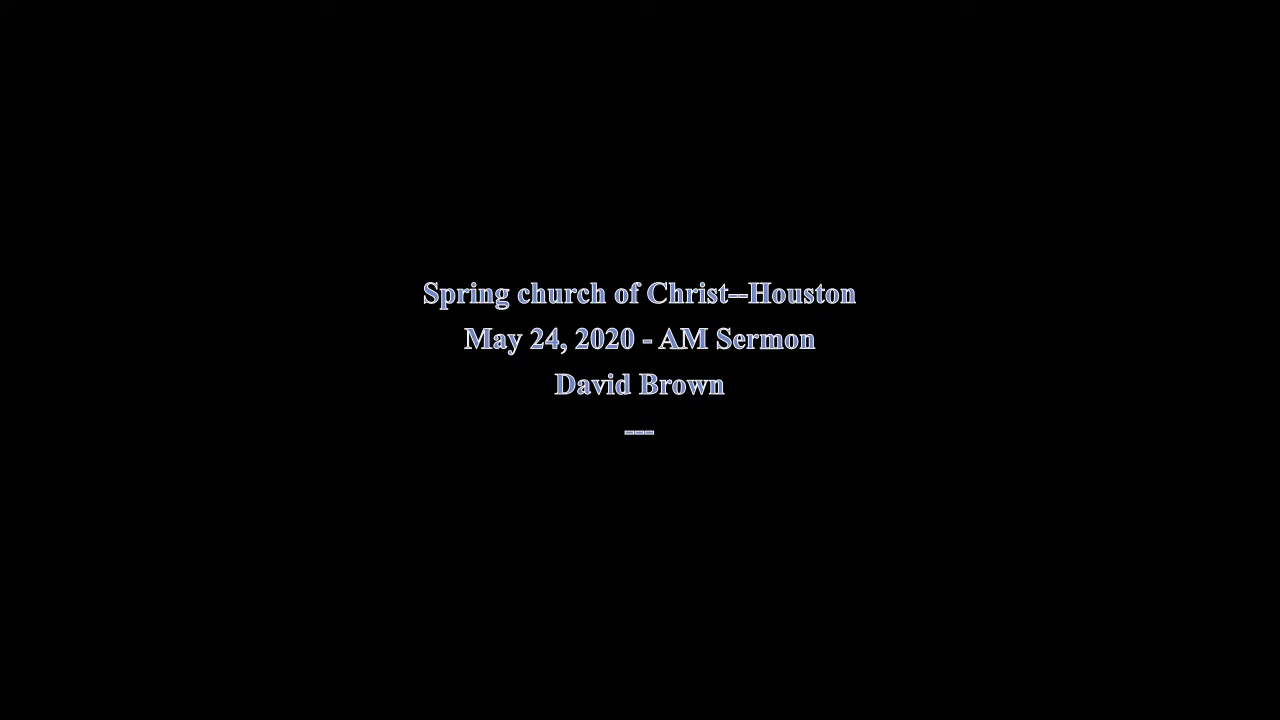 Spring church of Christ--Houston
May 24, 2020 - AM Sermon
David Brown
---